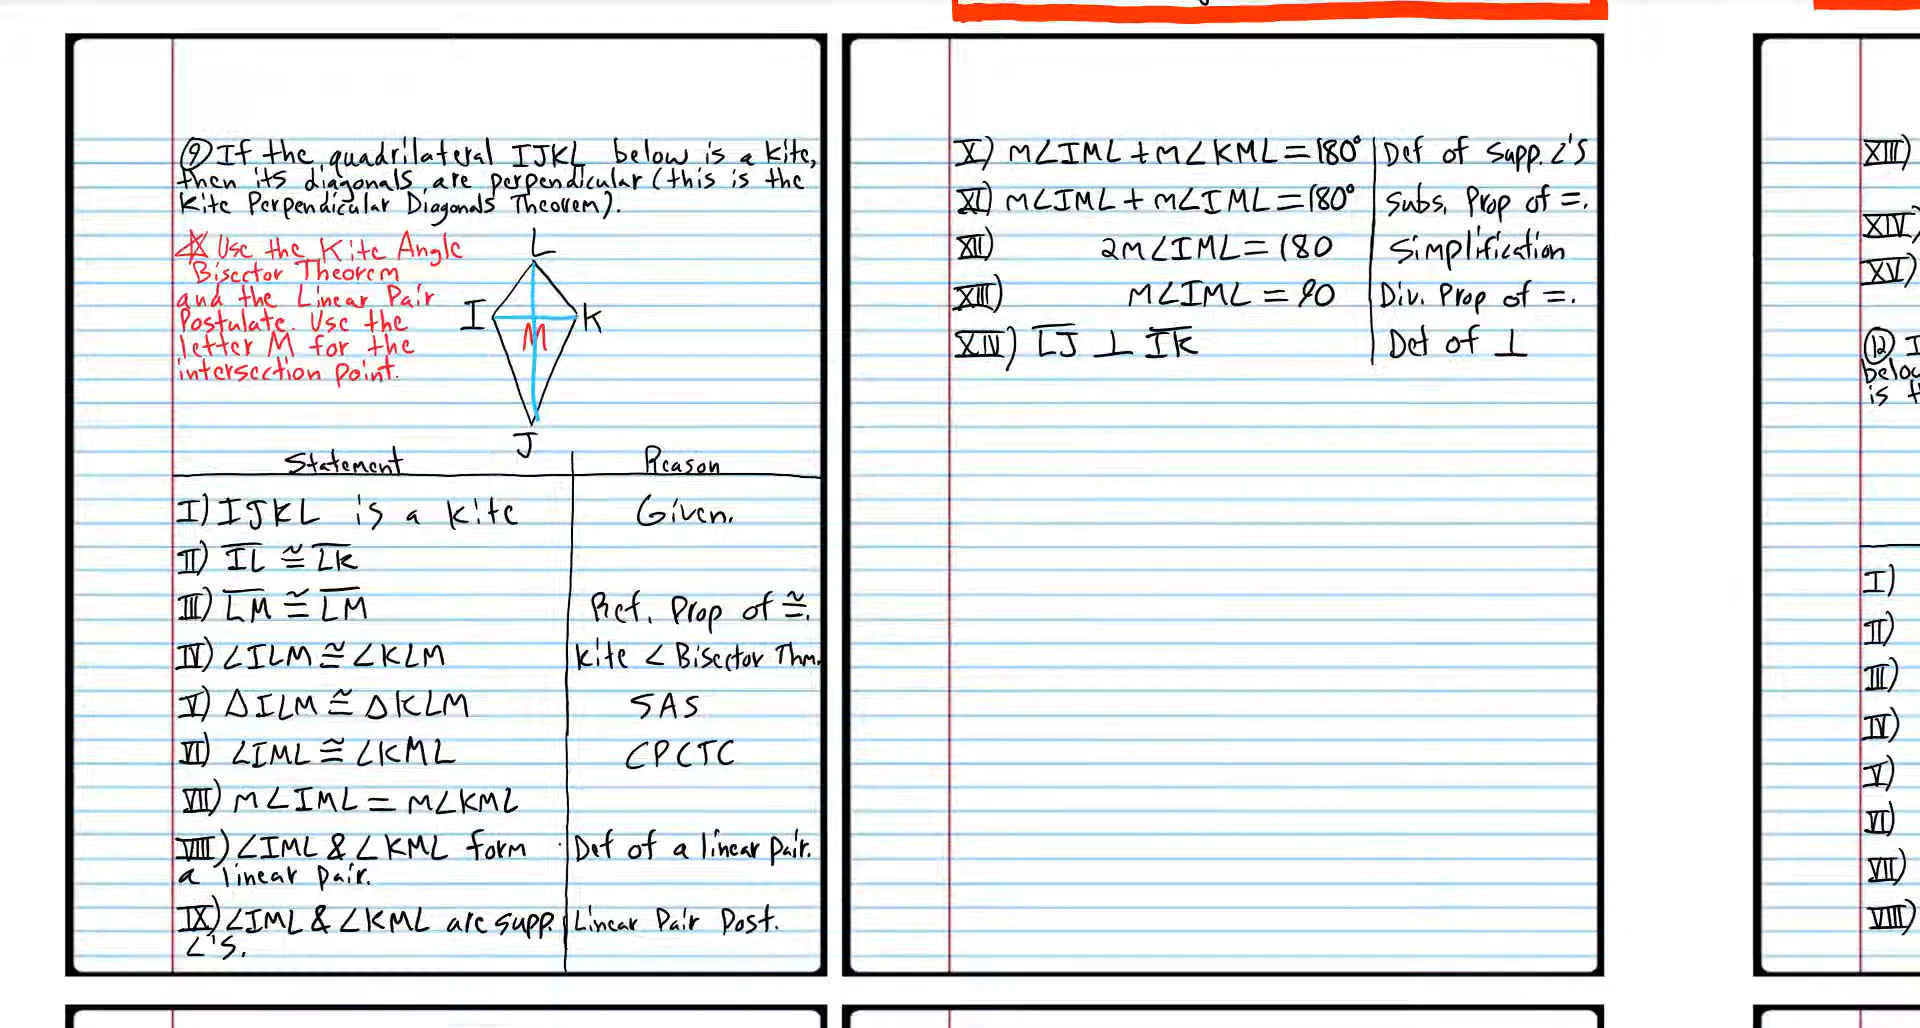 ⑨ If the quadrilateral IJKL below is a kite,
then its diagonals are perpendicular (this is the
Kite Perpendicular Diagonals Theorem).
☆ Use the Kite Angle
Bisector Theorem
and the Linear Pair
Postulate. Use the
letter M for the
intersection point.
L
I
K
M
J
Statement | Reason
I) IJKL is a kite | Given.
II) I̅L̅ ≅ L̅K̅
III) L̅M̅ ≅ L̅M̅ | Ref. Prop of ≅.
IV) ∠ILM ≅ ∠KLM | Kite ∠ Bisector Thm.
V) △ILM ≅ △KLM | SAS
VI) ∠IML ≅ ∠KML | CPCTC
VII) m∠IML = m∠KML
VIII) ∠IML & ∠KML form | Def of a linear pair.
a linear pair.
IX) ∠IML & ∠KML are supp. | Linear Pair Post.
∠'s.
X) m∠IML + m∠KML = 180° | Def of supp. ∠'s
XI) m∠IML + m∠IML = 180° | Subs. Prop of =.
XII) 2m∠IML = 180 | Simplification
XIII) m∠IML = 90 | Div. Prop of =.
XIV) L̅J̅ ⊥ I̅K̅ | Def of ⊥
XIII)
XIV)
XV)
⑫ I
below
is t
I)
II)
III)
IV)
V)
VI)
VII)
VIII)